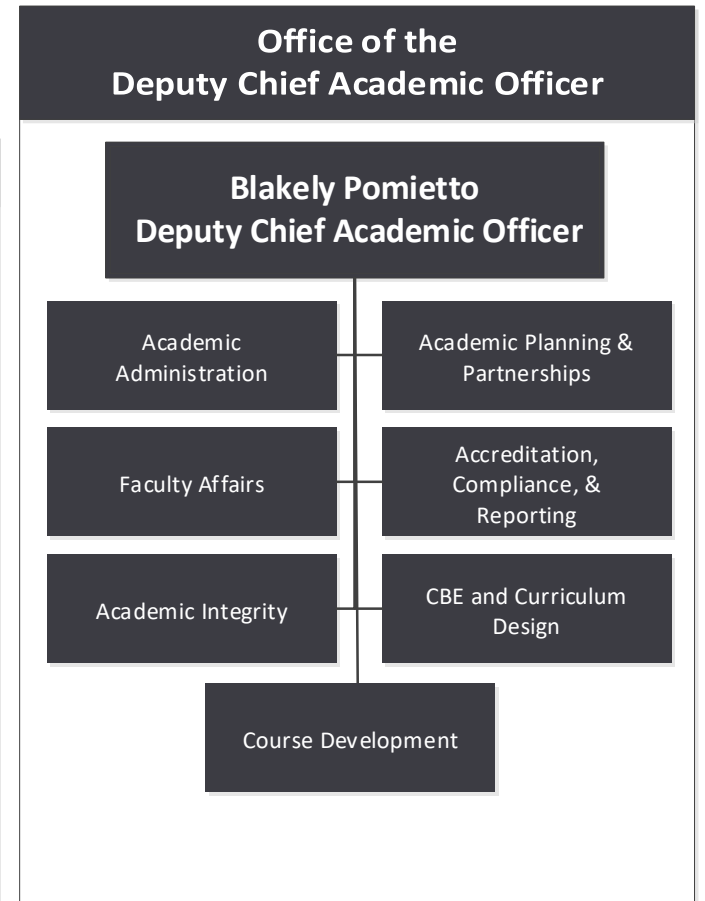 Office of the
Deputy Chief Academic Officer
Blakely Pomietto
Deputy Chief Academic Officer
Academic
Administration
Academic Planning &
Partnerships
Faculty Affairs
Accreditation,
Compliance, &
Reporting
Academic Integrity
CBE and Curriculum
Design
Course Development